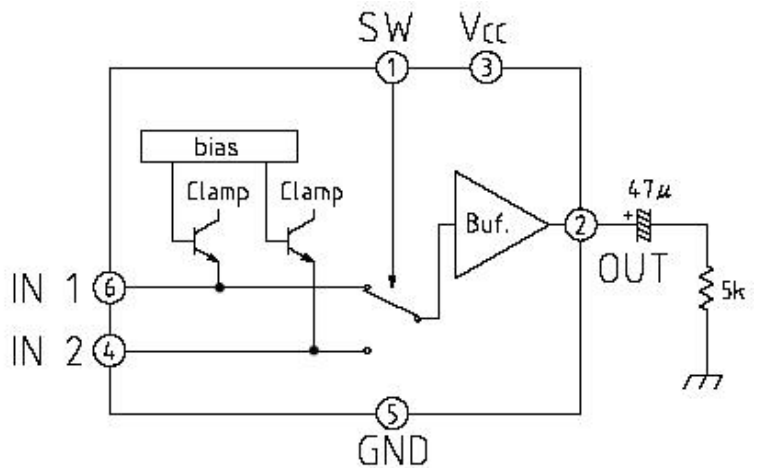 SW
Vcc
1
3
bias
Clamp
Clamp
Buf.
47μ
+
2
OUT
5k
IN 1
6
IN 2
4
5
GND